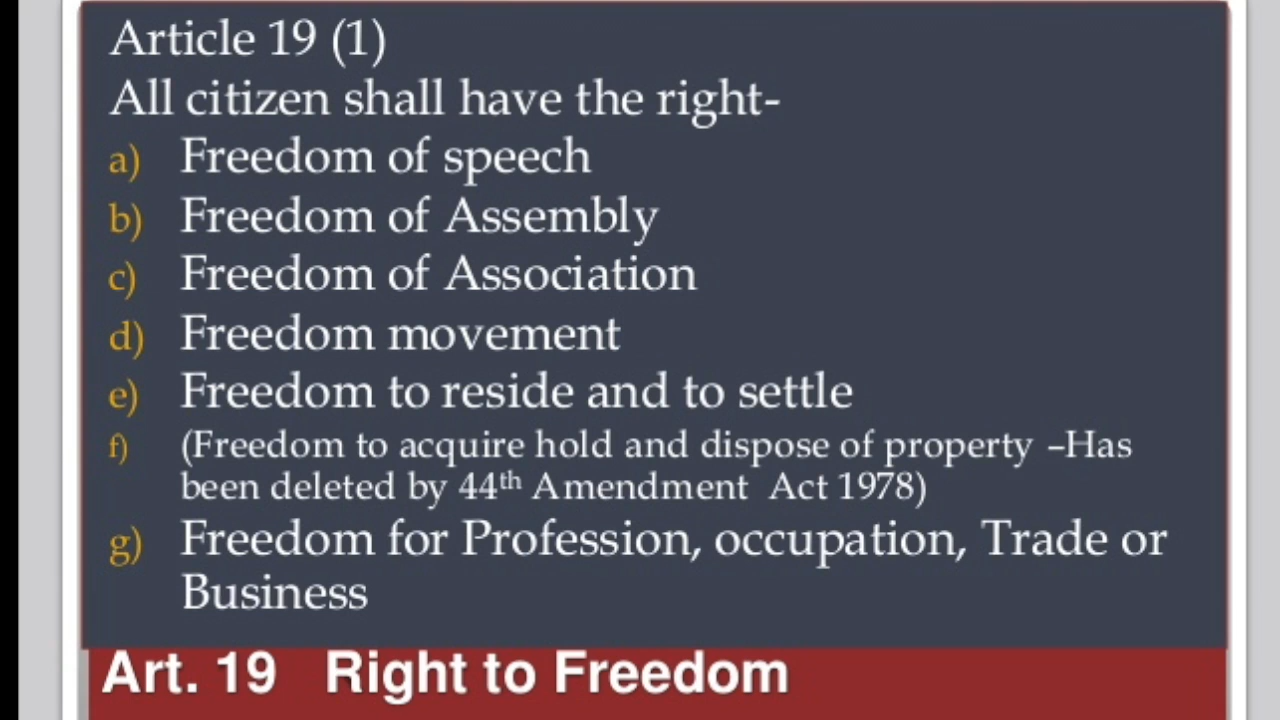 Article 19 (1)
All citizen shall have the right-
a) Freedom of speech
b) Freedom of Assembly
c) Freedom of Association
d) Freedom movement
e) Freedom to reside and to settle
f) (Freedom to acquire hold and dispose of property –Has
been deleted by 44th Amendment Act 1978)
g) Freedom for Profession, occupation, Trade or
Business
Art. 19 Right to Freedom